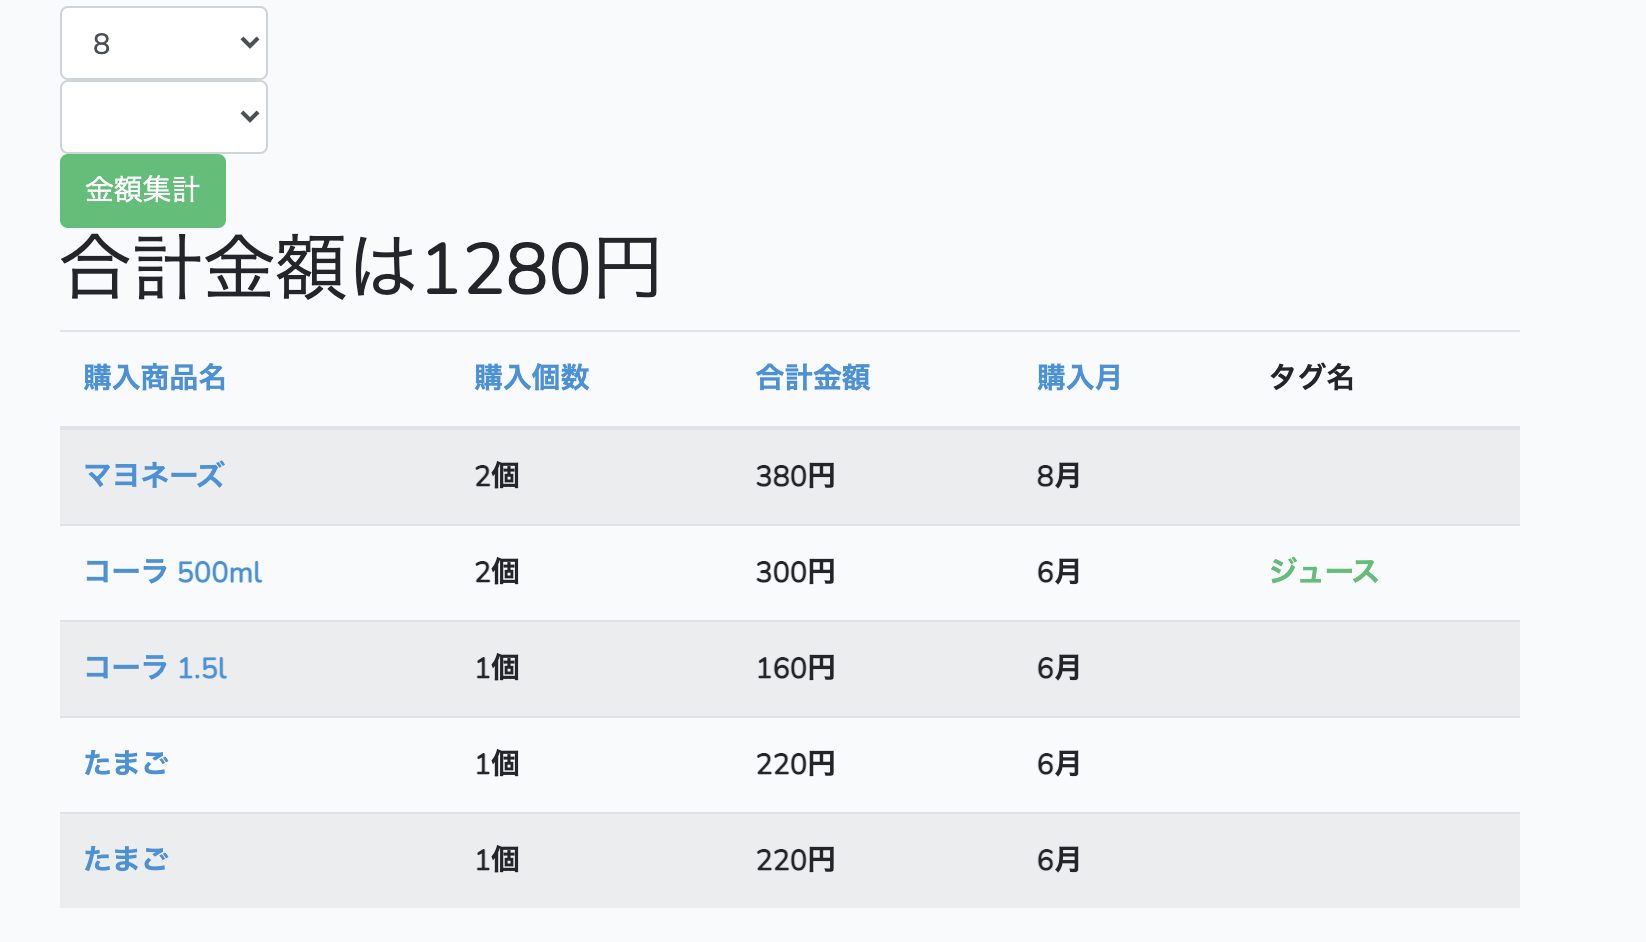 8
金額集計
合計金額は1280円
購入商品名 購入個数 合計金額 購入月 タグ名
マヨネーズ 2個 380円 8月
コーラ 500ml 2個 300円 6月 ジュース
コーラ 1.5l 1個 160円 6月
たまご 1個 220円 6月
たまご 1個 220円 6月